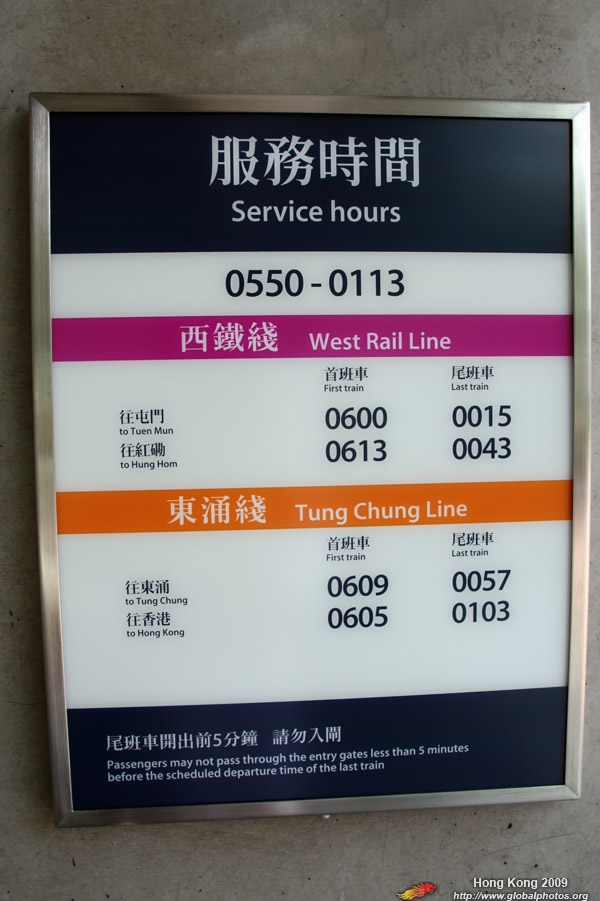 服務時間
Service hours
0550 - 0113
西鐵綫 West Rail Line
首班車 尾班車
First train Last train
往屯門 0600 0015
to Tuen Mun
往紅磡 0613 0043
to Hung Hom
東涌綫 Tung Chung Line
首班車 尾班車
First train Last train
往東涌 0609 0057
to Tung Chung
往香港 0605 0103
to Hong Kong
尾班車開出前5分鐘 請勿入閘
Passengers may not pass through the entry gates less than 5 minutes
before the scheduled departure time of the last train
Hong Kong 2009
http://www.globalphotos.org